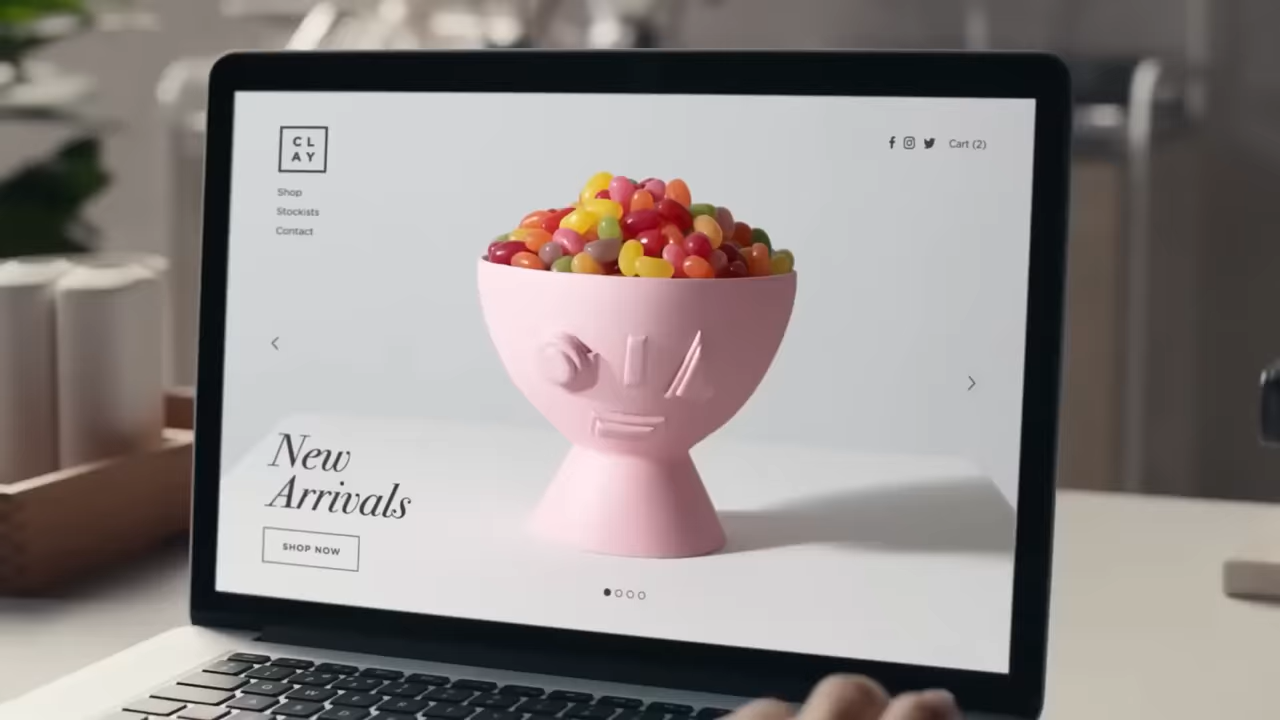 CL
AY
Cart (2)
Shop
Stockists
Contact
New
Arrivals
SHOP NOW